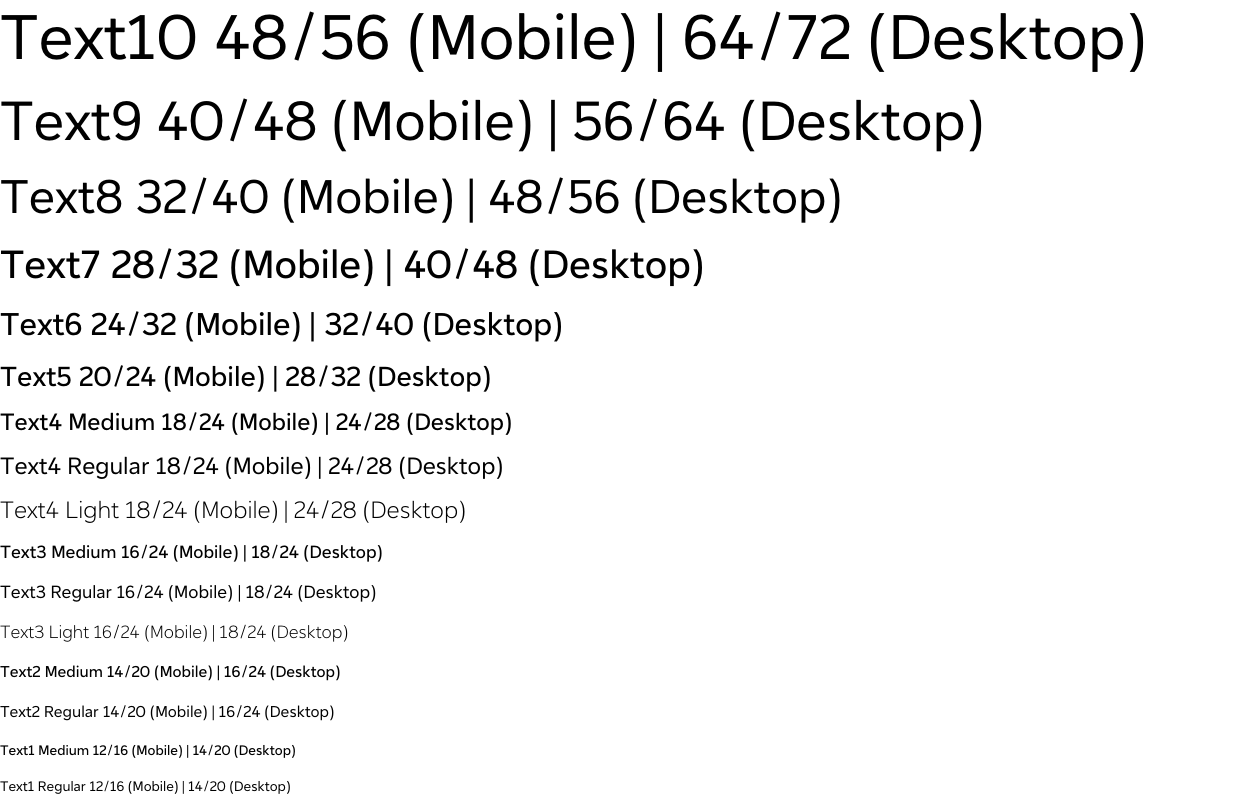 Text10 48/56 (Mobile) | 64/72 (Desktop)
Text9 40/48 (Mobile) | 56/64 (Desktop)
Text8 32/40 (Mobile) | 48/56 (Desktop)
Text7 28/32 (Mobile) | 40/48 (Desktop)
Text6 24/32 (Mobile) | 32/40 (Desktop)
Text5 20/24 (Mobile) | 28/32 (Desktop)
Text4 Medium 18/24 (Mobile) | 24/28 (Desktop)
Text4 Regular 18/24 (Mobile) | 24/28 (Desktop)
Text4 Light 18/24 (Mobile) | 24/28 (Desktop)
Text3 Medium 16/24 (Mobile) | 18/24 (Desktop)
Text3 Regular 16/24 (Mobile) | 18/24 (Desktop)
Text3 Light 16/24 (Mobile) | 18/24 (Desktop)
Text2 Medium 14/20 (Mobile) | 16/24 (Desktop)
Text2 Regular 14/20 (Mobile) | 16/24 (Desktop)
Text1 Medium 12/16 (Mobile) | 14/20 (Desktop)
Text1 Regular 12/16 (Mobile) | 14/20 (Desktop)